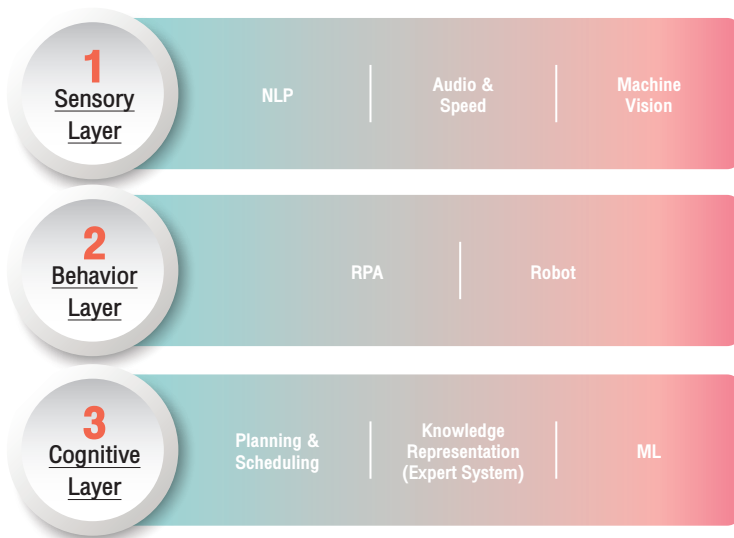 1
Sensory
Layer
NLP
Audio &
Speed
Machine
Vision
2
Behavior
Layer
RPA
Robot
3
Cognitive
Layer
Planning &
Scheduling
Knowledge
Representation
(Expert System)
ML